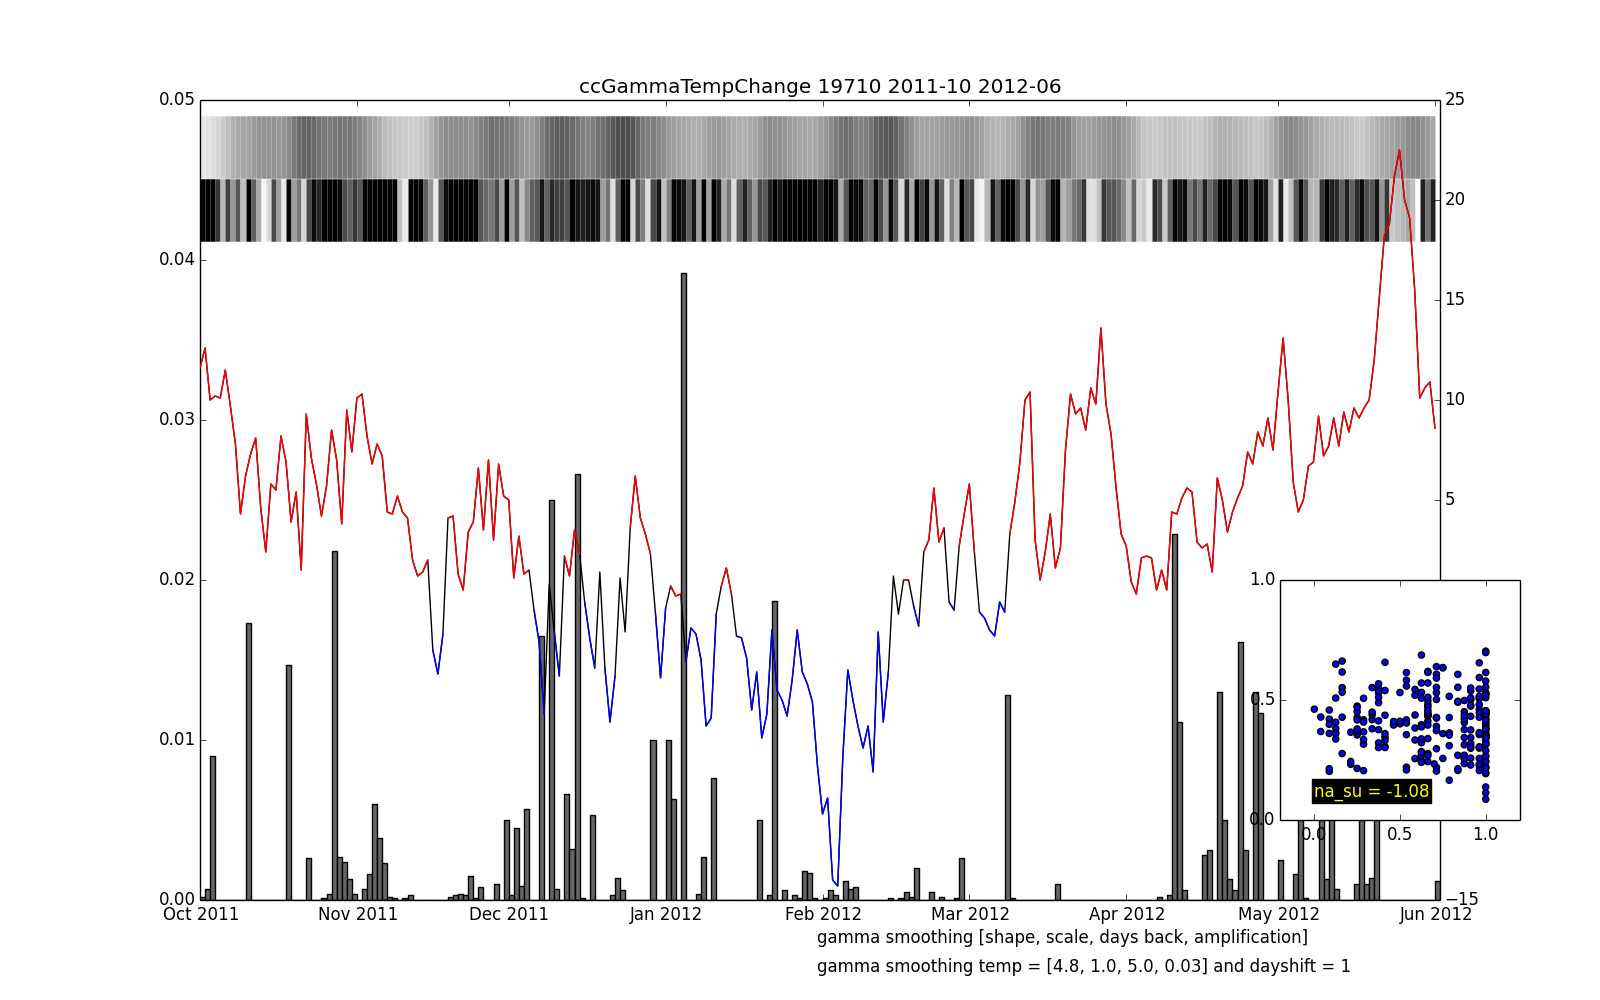 ccGammaTempChange 19710 2011-10 2012-06
0.05
0.04
0.03
0.02
0.01
0.00
25
20
15
10
5
−15
Oct 2011
Nov 2011
Dec 2011
Jan 2012
Feb 2012
Mar 2012
Apr 2012
May 2012
Jun 2012
1.0
0.5
0.0
na_su = -1.08
0.0
0.5
1.0
gamma smoothing [shape, scale, days back, amplification]
gamma smoothing temp = [4.8, 1.0, 5.0, 0.03] and dayshift = 1